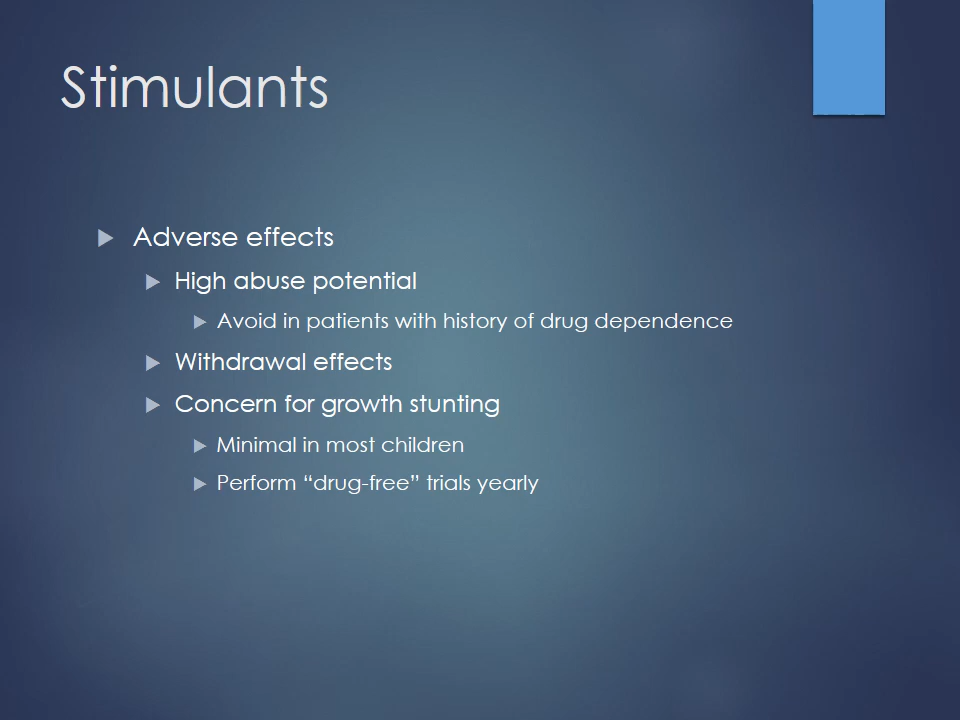 Stimulants
Adverse effects
High abuse potential
Avoid in patients with history of drug dependence
Withdrawal effects
Concern for growth stunting
Minimal in most children
Perform “drug-free” trials yearly